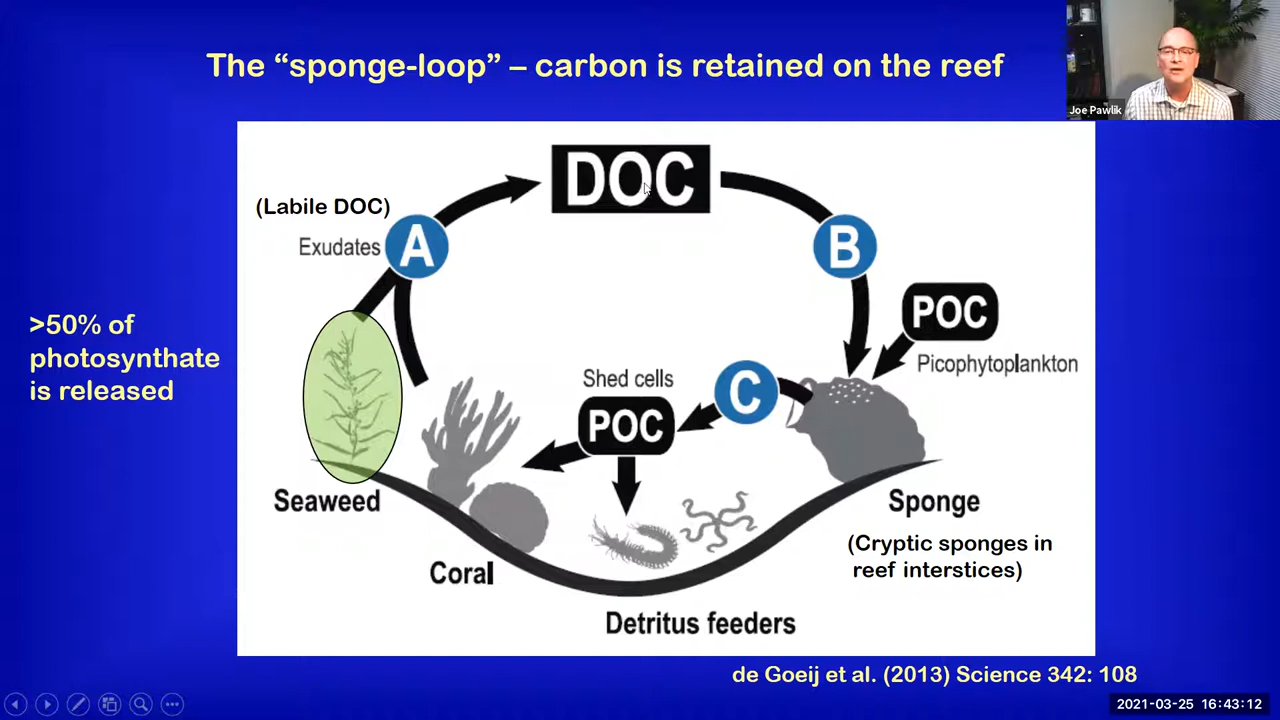 The “sponge-loop” – carbon is retained on the reef
Joe Pawlik
DOC
(Labile DOC)
Exudates
A
B
>50% of
photosynthate
is released
POC
Picophytoplankton
Shed cells
C
POC
Seaweed
Sponge
(Cryptic sponges in
reef interstices)
Coral
Detritus feeders
de Goeij et al. (2013) Science 342: 108
2021-03-25 16:43:12